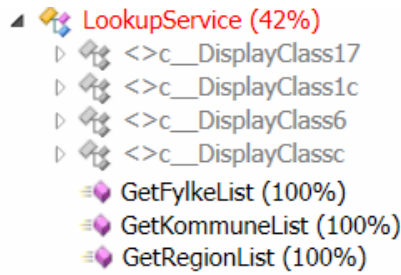 LookupService (42%)
<>c__DisplayClass17
<>c__DisplayClass1c
<>c__DisplayClass6
<>c__DisplayClassc
GetFylkeList (100%)
GetKommuneList (100%)
GetRegionList (100%)